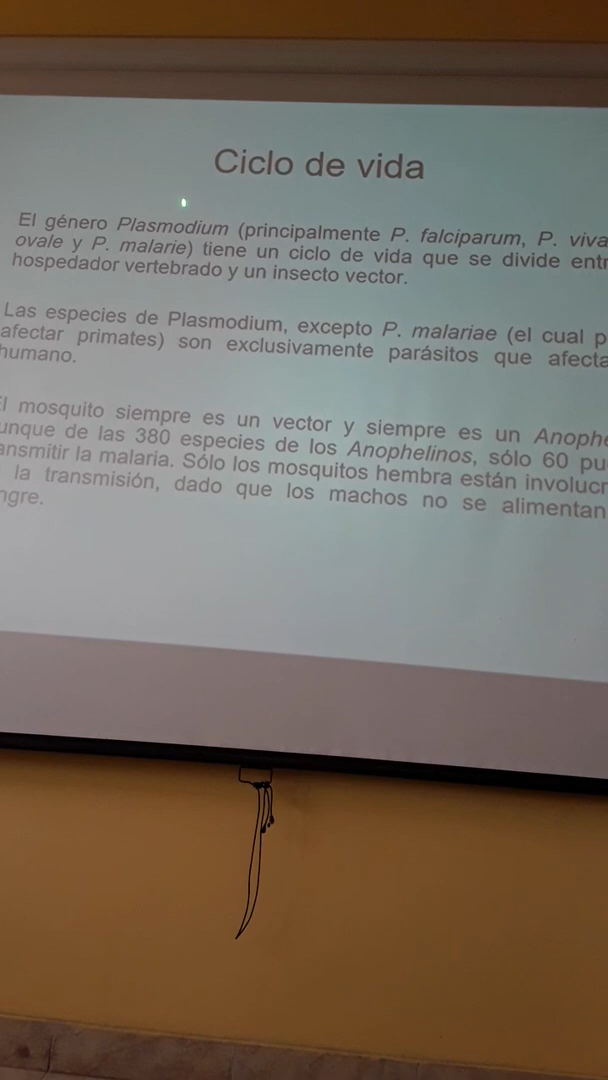 Ciclo de vida
El género Plasmodium (principalmente P. falciparum, P. viva
ovale y P. malarie) tiene un ciclo de vida que se divide entr
hospedador vertebrado y un insecto vector.
Las especies de Plasmodium, excepto P. malariae (el cual p
afectar primates) son exclusivamente parásitos que afecta
humano.
El mosquito siempre es un vector y siempre es un Anophe
unque de las 380 especies de los Anophelinos, sólo 60 pu
ansmitir la malaria. Sólo los mosquitos hembra están involucr
la transmisión, dado que los machos no se alimentan
ngre.